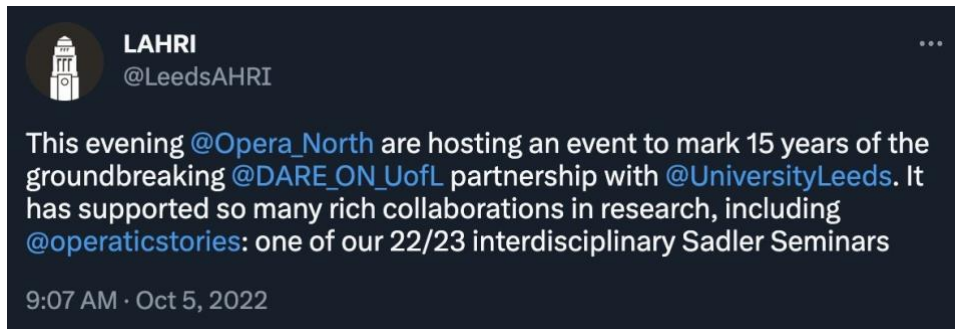 LAHRI
@LeedsAHRI
This evening @Opera_North are hosting an event to mark 15 years of the
groundbreaking @DARE_ON_UofL partnership with @UniversityLeeds. It
has supported so many rich collaborations in research, including
@operaticstories: one of our 22/23 interdisciplinary Sadler Seminars
9:07 AM · Oct 5, 2022